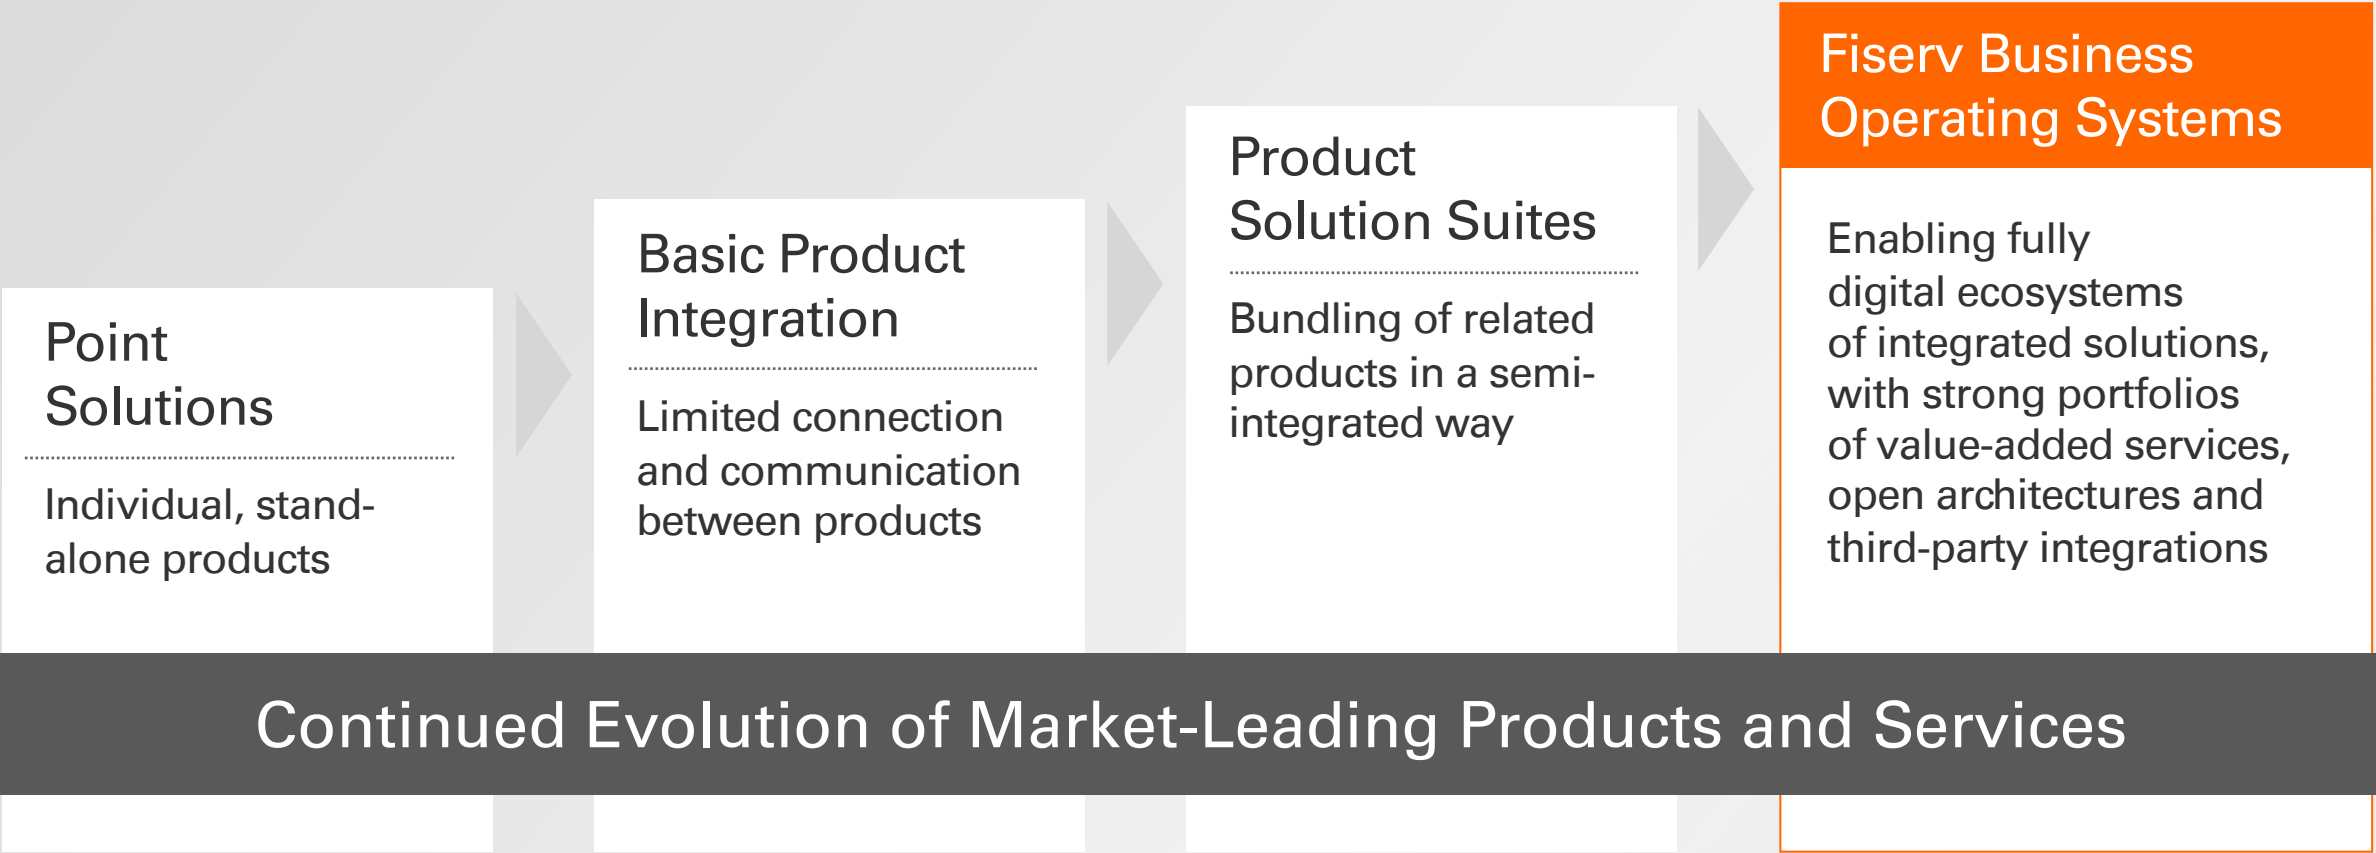 Point
Solutions
Individual, stand-
alone products
Basic Product
Integration
Limited connection
and communication
between products
Product
Solution Suites
Bundling of related
products in a semi-
integrated way
Fiserv Business
Operating Systems
Enabling fully
digital ecosystems
of integrated solutions,
with strong portfolios
of value-added services,
open architectures and
third-party integrations
Continued Evolution of Market-Leading Products and Services